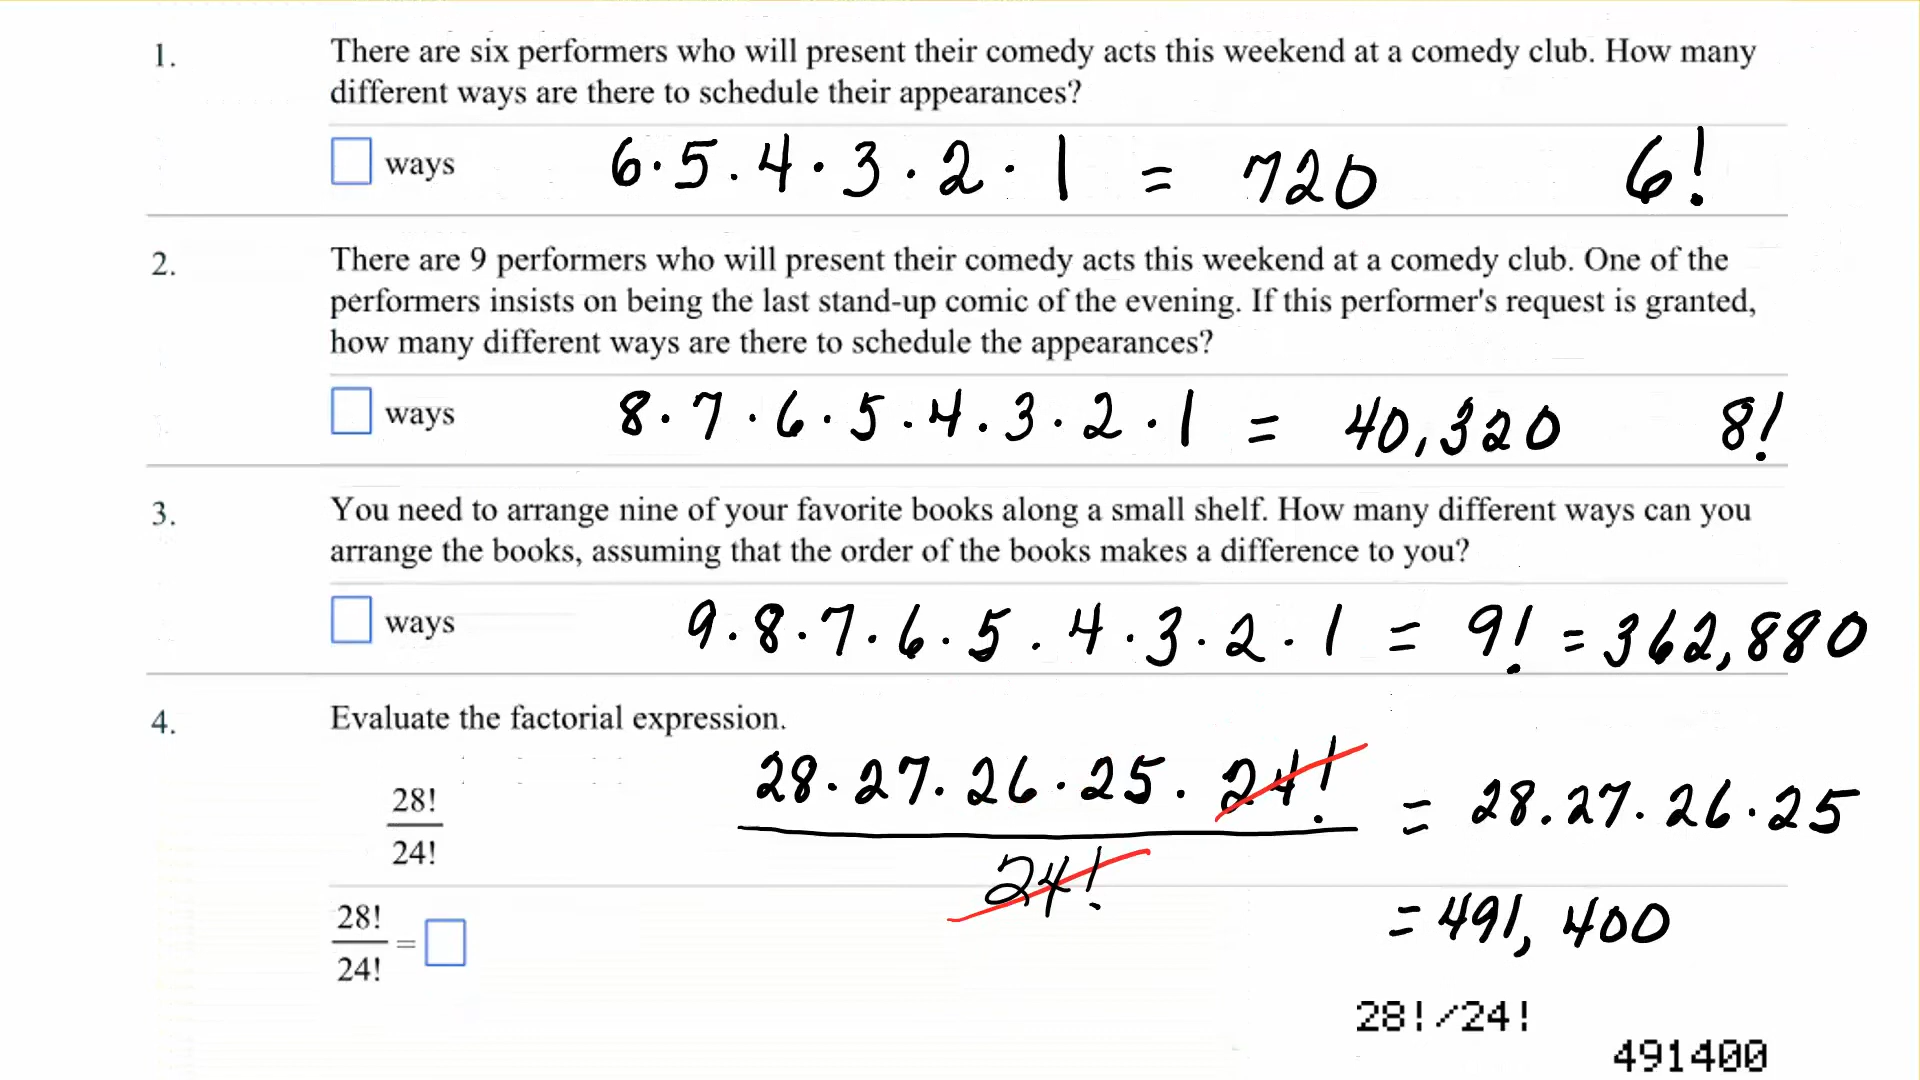 1. There are six performers who will present their comedy acts this weekend at a comedy club. How many
different ways are there to schedule their appearances?
ways 6·5·4·3·2·1 = 720 6!
2. There are 9 performers who will present their comedy acts this weekend at a comedy club. One of the
performers insists on being the last stand-up comic of the evening. If this performer's request is granted,
how many different ways are there to schedule the appearances?
ways 8·7·6·5·4·3·2·1 = 40,320 8!
3. You need to arrange nine of your favorite books along a small shelf. How many different ways can you
arrange the books, assuming that the order of the books makes a difference to you?
ways 9·8·7·6·5·4·3·2·1 = 9! = 362,880
4. Evaluate the factorial expression.
28!
24!
28·27·26·25·24!
24!
= 28·27·26·25
28!
24!
=
= 491,400
28!/24!
491400